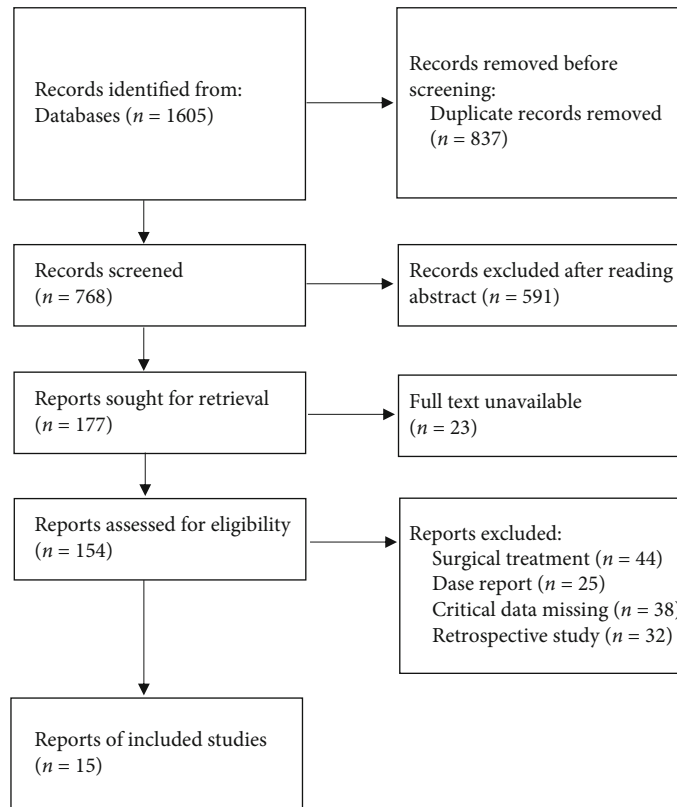 Records identified from:
Databases (n = 1605)
Records removed before
screening:
Duplicate records removed
(n = 837)
Records screened
(n = 768)
Records excluded after reading
abstract (n = 591)
Reports sought for retrieval
(n = 177)
Full text unavailable
(n = 23)
Reports assessed for eligibility
(n = 154)
Reports excluded:
Surgical treatment (n = 44)
Dase report (n = 25)
Critical data missing (n = 38)
Retrospective study (n = 32)
Reports of included studies
(n = 15)